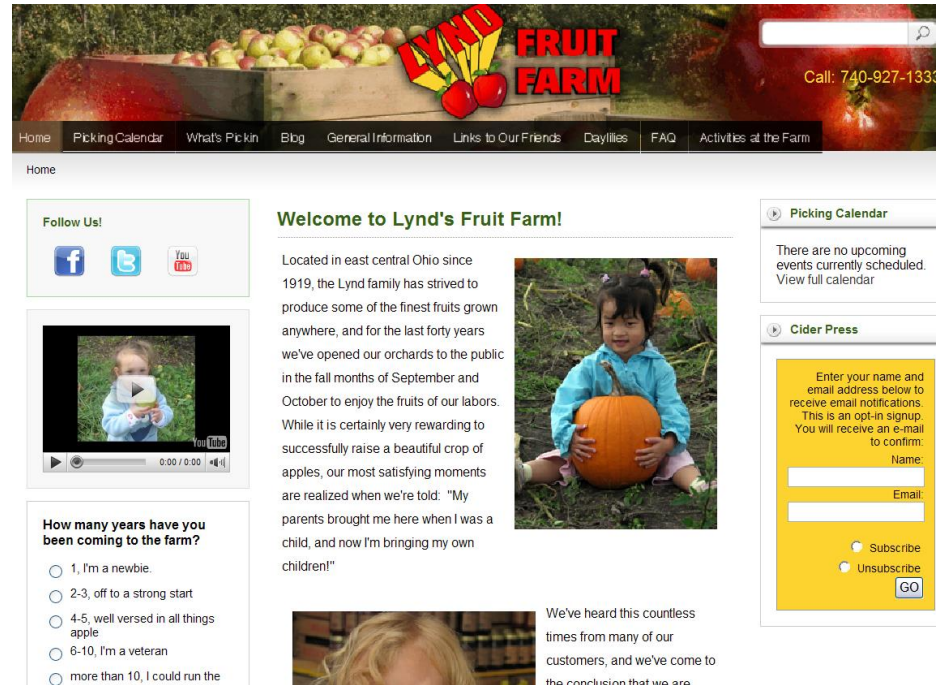 LYND
FRUIT
FARM
Call: 740-927-1333
Home
Picking Calendar
What's Pickin
Blog
General Information
Links to Our Friends
Daylilies
FAQ
Activities at the Farm
Home
Follow Us!
f
t
You
Tube
YouTube
0:00 / 0:00
How many years have you
been coming to the farm?
1, I'm a newbie.
2-3, off to a strong start
4-5, well versed in all things
apple
6-10, I'm a veteran
more than 10, I could run the
Welcome to Lynd's Fruit Farm!
Located in east central Ohio since
1919, the Lynd family has strived to
produce some of the finest fruits grown
anywhere, and for the last forty years
we've opened our orchards to the public
in the fall months of September and
October to enjoy the fruits of our labors.
While it is certainly very rewarding to
successfully raise a beautiful crop of
apples, our most satisfying moments
are realized when we're told:  "My
parents brought me here when I was a
child, and now I'm bringing my own
children!"
We've heard this countless
times from many of our
customers, and we've come to
the conclusion that we are
Picking Calendar
There are no upcoming
events currently scheduled.
View full calendar
Cider Press
Enter your name and
email address below to
receive email notifications.
This is an opt-in signup.
You will receive an e-mail
to confirm:
Name:
Email:
Subscribe
Unsubscribe
GO